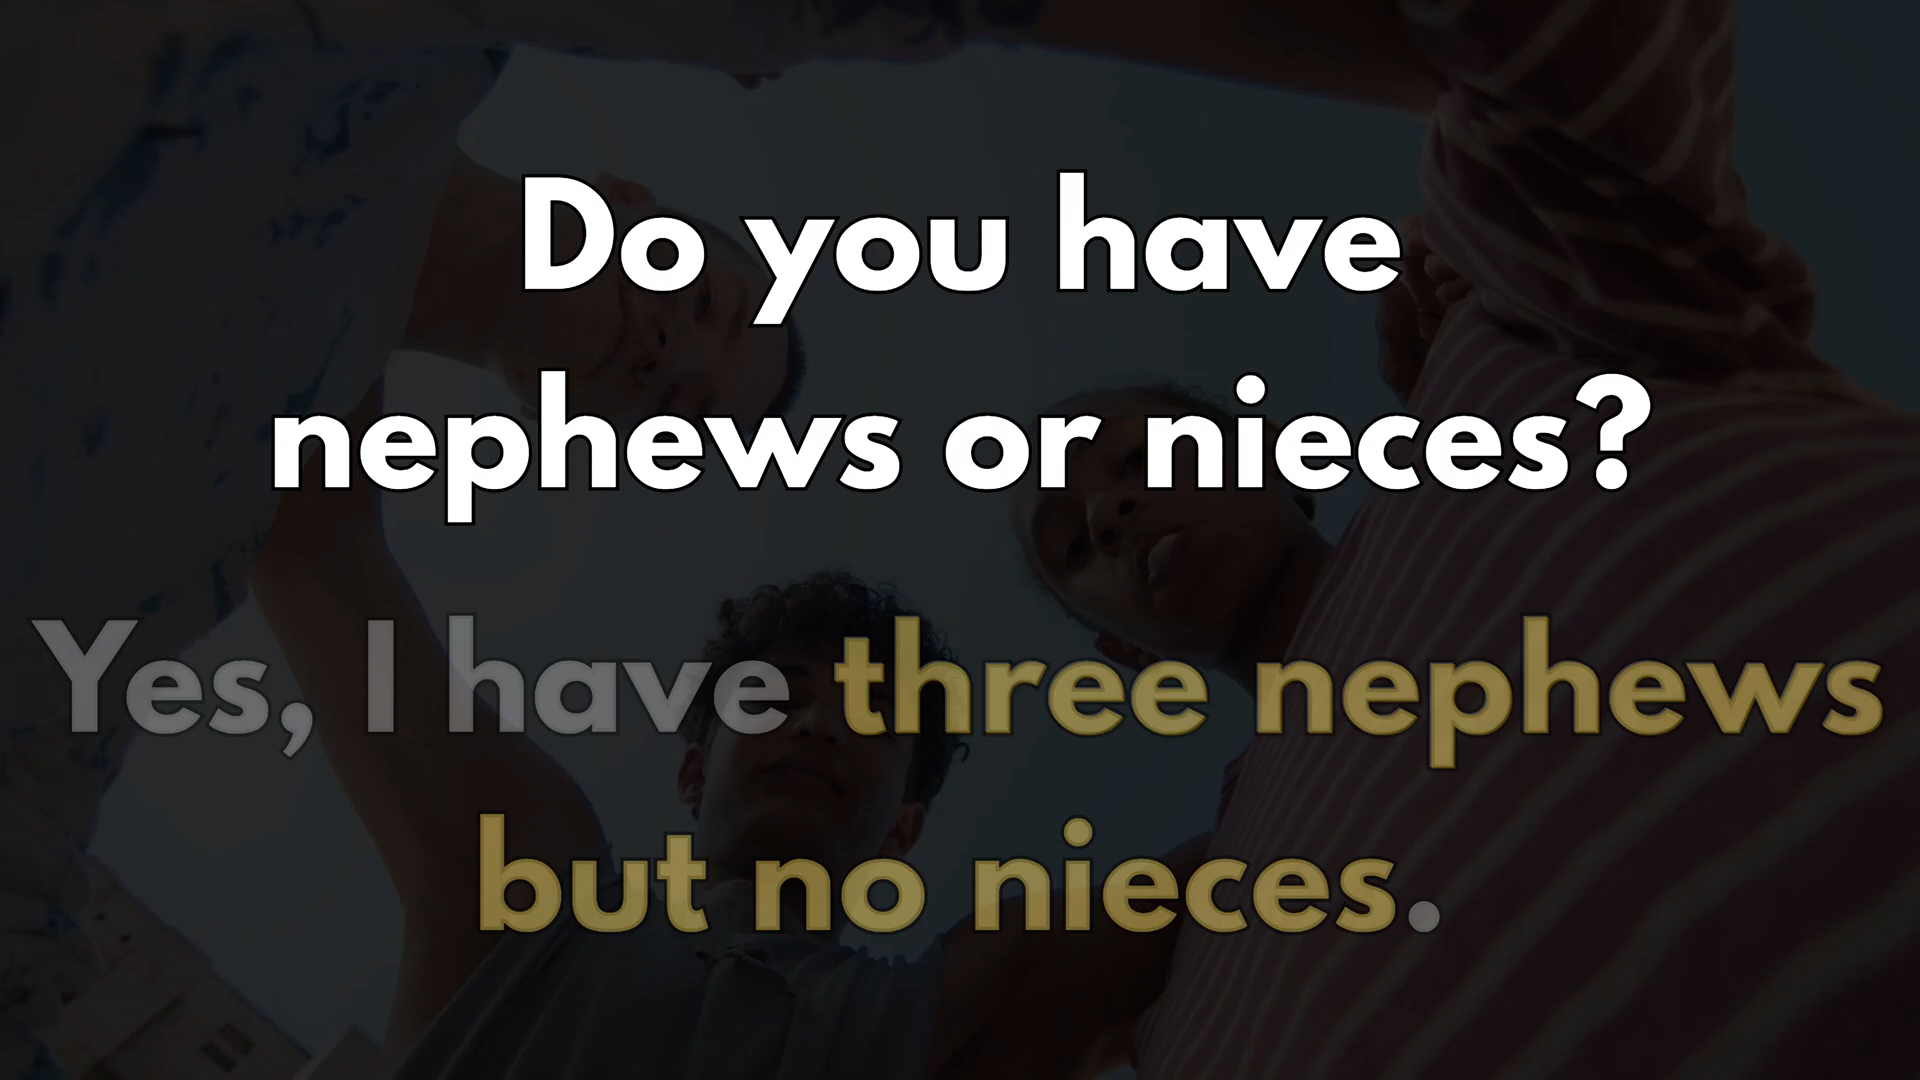 Do you have
nephews or nieces?
Yes, I have three nephews
but no nieces.